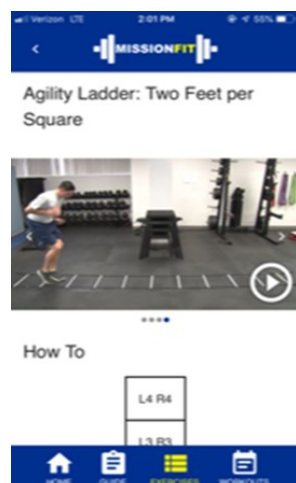 Verizon LTE 2:01 PM 55%
MISSIONFIT
Agility Ladder: Two Feet per
Square
How To
L4 R4
L3 R3
HOME GUIDE EXERCISES WORKOUTS